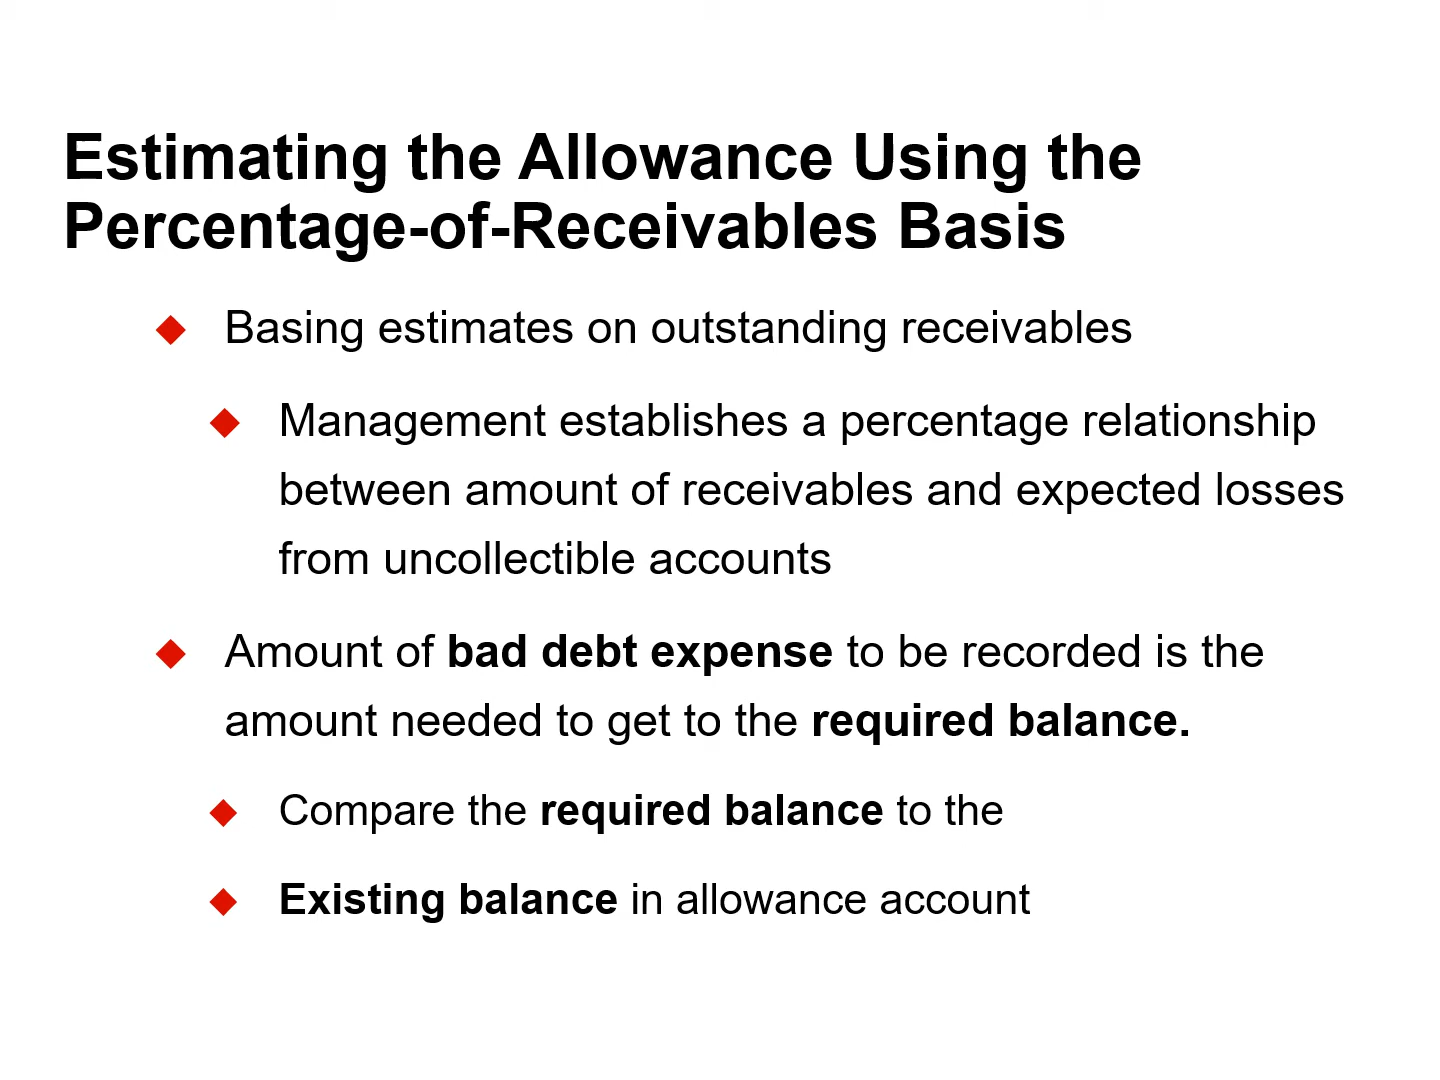 Estimating the Allowance Using the
Percentage-of-Receivables Basis
Basing estimates on outstanding receivables
Management establishes a percentage relationship
between amount of receivables and expected losses
from uncollectible accounts
Amount of bad debt expense to be recorded is the
amount needed to get to the required balance.
Compare the required balance to the
Existing balance in allowance account